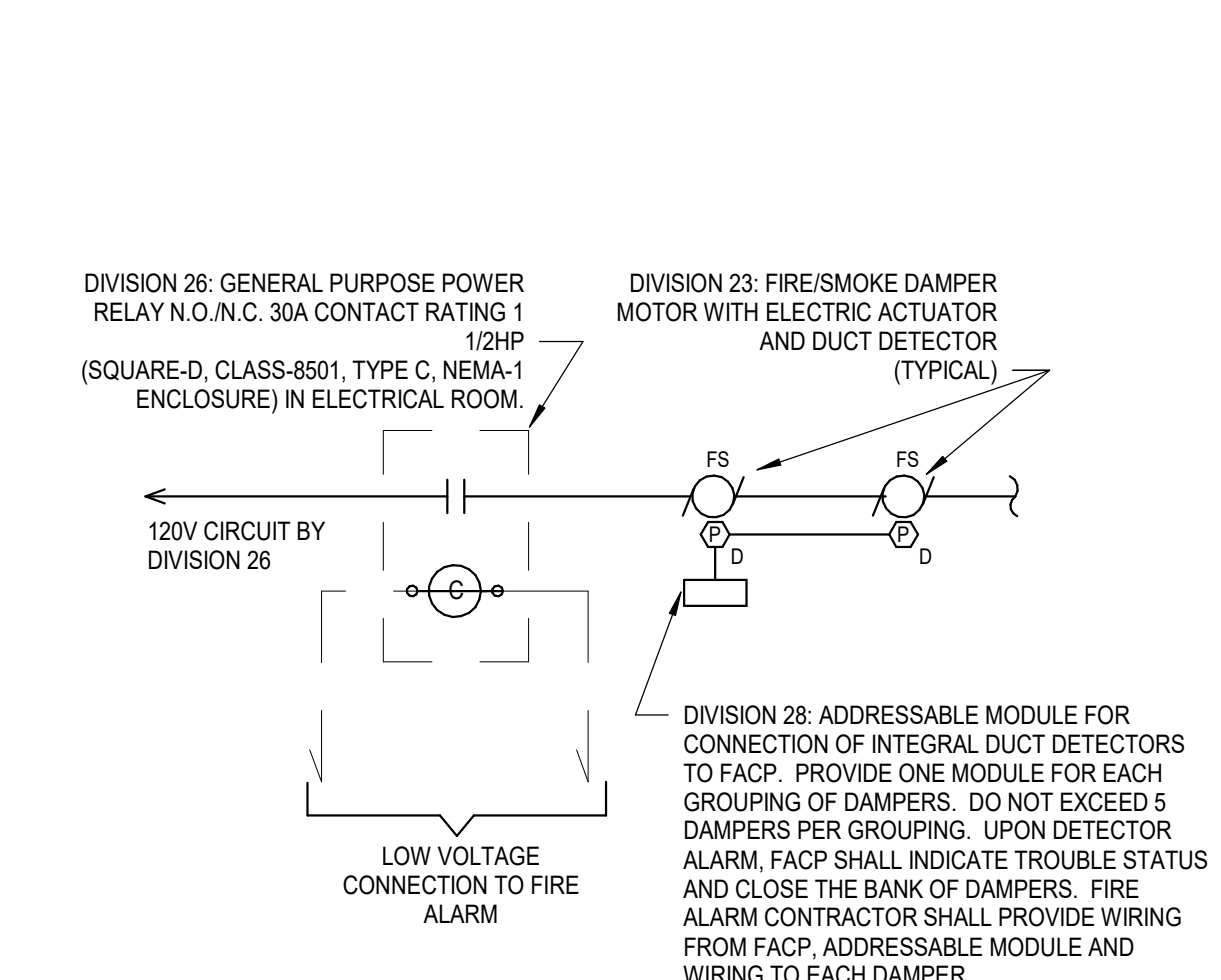 DIVISION 26: GENERAL PURPOSE POWER
RELAY N.O./N.C. 30A CONTACT RATING 1
1/2HP
(SQUARE-D, CLASS-8501, TYPE C, NEMA-1
ENCLOSURE) IN ELECTRICAL ROOM.
DIVISION 23: FIRE/SMOKE DAMPER
MOTOR WITH ELECTRIC ACTUATOR
AND DUCT DETECTOR
(TYPICAL)
FS
FS
120V CIRCUIT BY
DIVISION 26
P
D
P
D
C
LOW VOLTAGE
CONNECTION TO FIRE
ALARM
DIVISION 28: ADDRESSABLE MODULE FOR
CONNECTION OF INTEGRAL DUCT DETECTORS
TO FACP. PROVIDE ONE MODULE FOR EACH
GROUPING OF DAMPERS. DO NOT EXCEED 5
DAMPERS PER GROUPING. UPON DETECTOR
ALARM, FACP SHALL INDICATE TROUBLE STATUS
AND CLOSE THE BANK OF DAMPERS. FIRE
ALARM CONTRACTOR SHALL PROVIDE WIRING
FROM FACP, ADDRESSABLE MODULE AND
WIRING TO EACH DAMPER